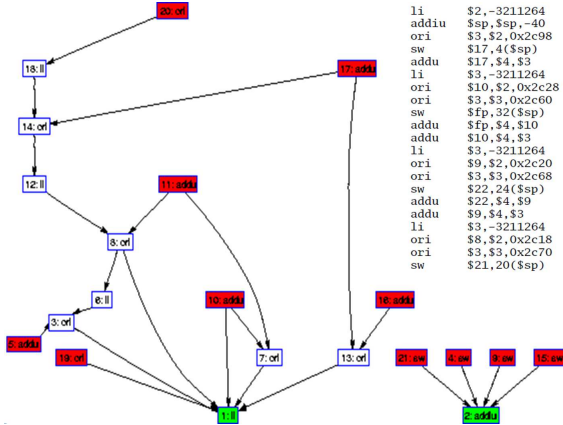 20: ori
18: li
17: addu
14: ori
12: li
11: addu
8: ori
6: li
10: addu
16: addu
3: ori
5: addu
19: ori
7: ori
13: ori
21: sw
4: sw
9: sw
15: sw
1: li
2: addiu
li $2,-3211264
addiu $sp,$sp,-40
ori $3,$2,0x2c98
sw $17,4($sp)
addu $17,$4,$3
li $3,-3211264
ori $10,$2,0x2c28
ori $3,$3,0x2c60
sw $fp,32($sp)
addu $fp,$4,$10
addu $10,$4,$3
li $3,-3211264
ori $9,$2,0x2c20
ori $3,$3,0x2c68
sw $22,24($sp)
addu $22,$4,$9
addu $9,$4,$3
li $3,-3211264
ori $8,$2,0x2c18
ori $3,$3,0x2c70
sw $21,20($sp)